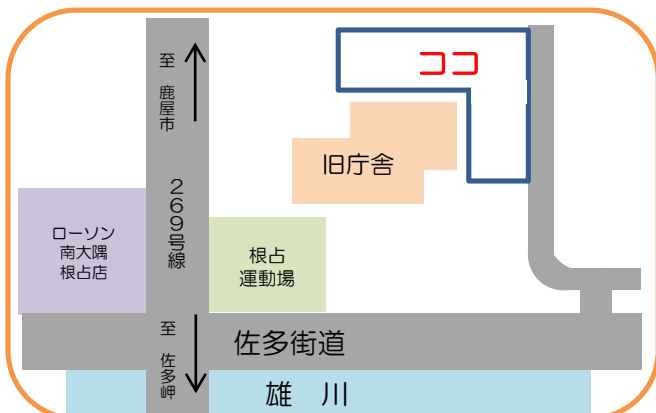 至 鹿屋市
ココ
旧庁舎
269号線
ローソン
南大隅
根占店
根占
運動場
至 佐多岬
佐多街道
雄川